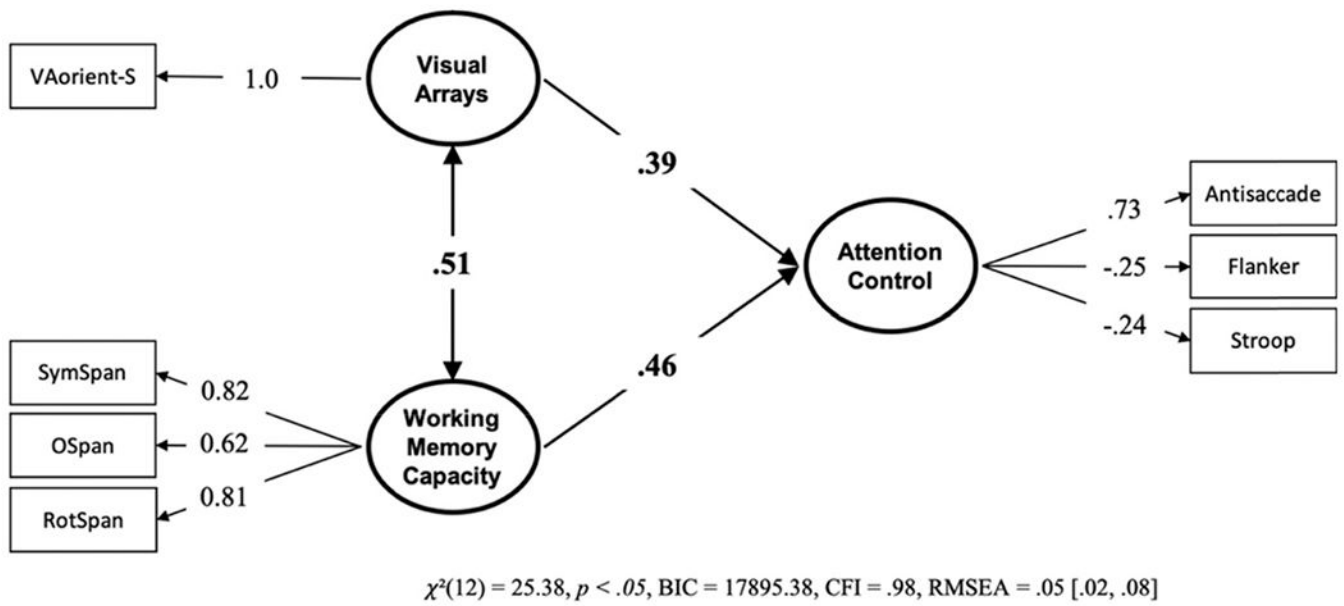 VAorient-S
1.0
Visual
Arrays
.39
.51
Attention
Control
.73
-.25
-.24
Antisaccade
Flanker
Stroop
SymSpan
OSpan
RotSpan
0.82
0.62
0.81
Working
Memory
Capacity
.46
χ²(12) = 25.38, p < .05, BIC = 17895.38, CFI = .98, RMSEA = .05 [.02, .08]